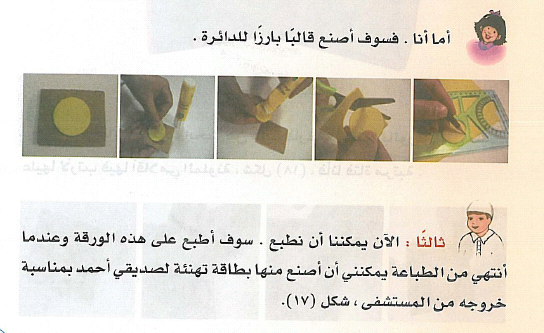 أما أنا . فسوف أصنع قالبًا بارزًا للدائرة .
ثالثًا : الآن يمكننا أن نطبع . سوف أطبع على هذه الورقة وعندما
أنتهي من الطباعة يمكنني أن أصنع منها بطاقة تهنئة لصديقي أحمد بمناسبة
خروجه من المستشفى ، شكل (١٧).